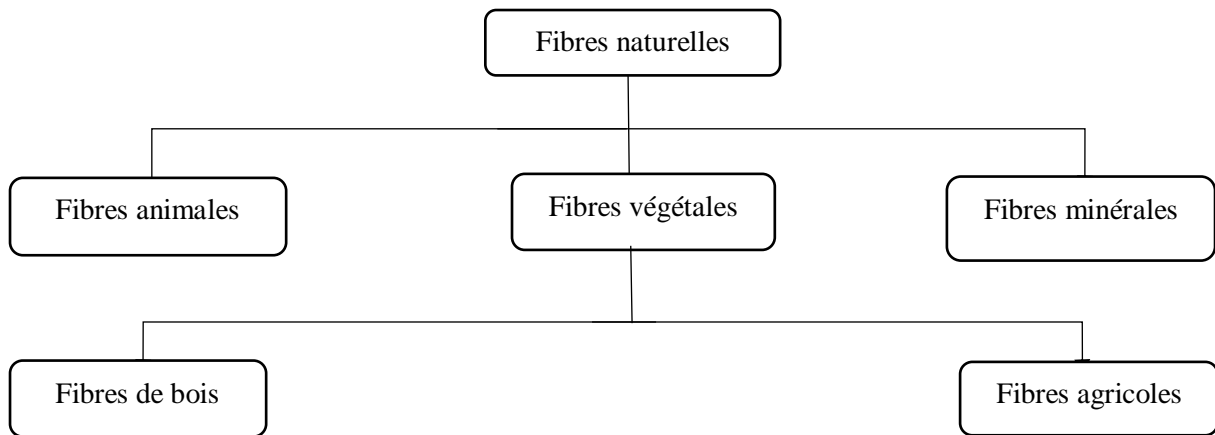 Fibres naturelles
Fibres animales
Fibres végétales
Fibres minérales
Fibres de bois
Fibres agricoles